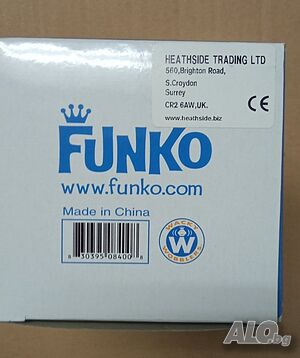 HEATHSIDE TRADING LTD
560,Brighton Road,
S.Croydon
Surrey
CR2 6AW,UK.
www.heathside.biz
CE
FUNKO
www.funko.com
Made in China
8 30395 08400 8
WACKY
W
WOBBLERS
ALO.bg